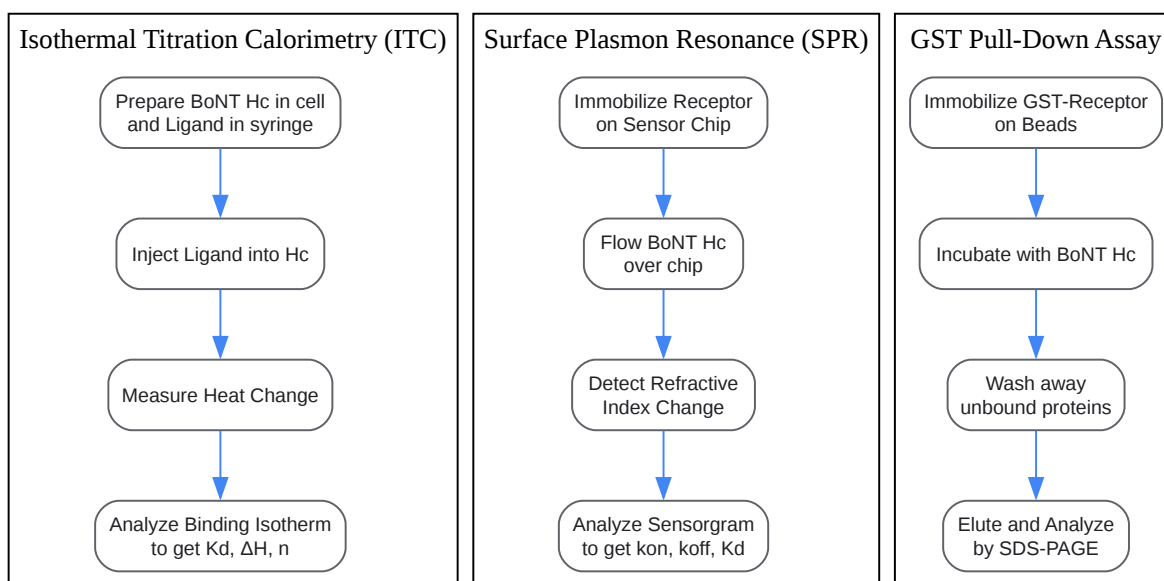 Isothermal Titration Calorimetry (ITC)
Prepare BoNT Hc in cell
and Ligand in syringe
Inject Ligand into Hc
Measure Heat Change
Analyze Binding Isotherm
to get Kd, ΔH, n
Surface Plasmon Resonance (SPR)
Immobilize Receptor
on Sensor Chip
Flow BoNT Hc
over chip
Detect Refractive
Index Change
Analyze Sensorgram
to get kon, koff, Kd
GST Pull-Down Assay
Immobilize GST-Receptor
on Beads
Incubate with BoNT Hc
Wash away
unbound proteins
Elute and Analyze
by SDS-PAGE